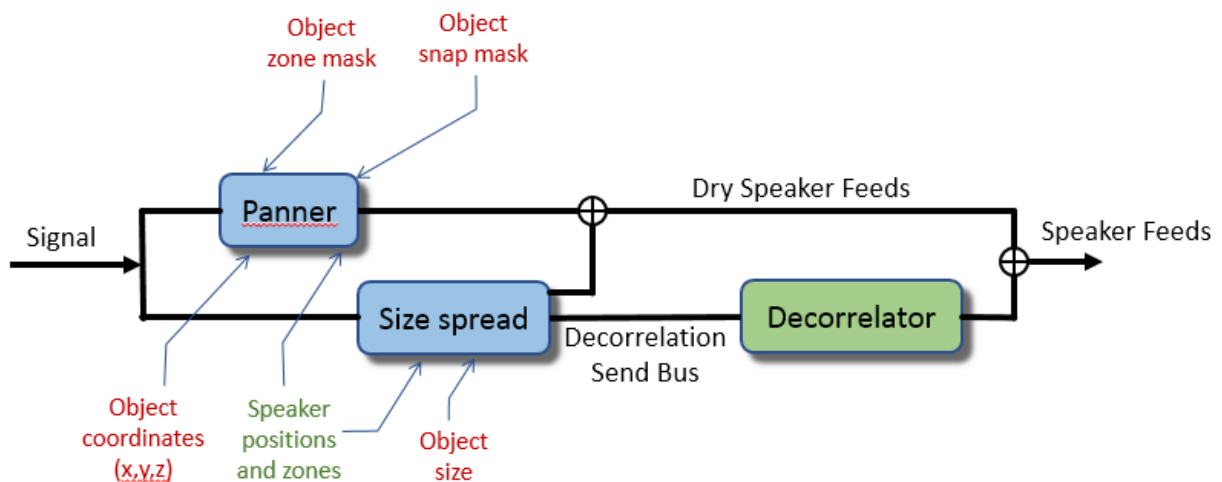 Object
zone mask
Object
snap mask
Panner
Dry Speaker Feeds
Signal
Speaker Feeds
Size spread
Decorrelator
Decorrelation
Send Bus
Object
coordinates
(x,y,z)
Speaker
positions
and zones
Object
size